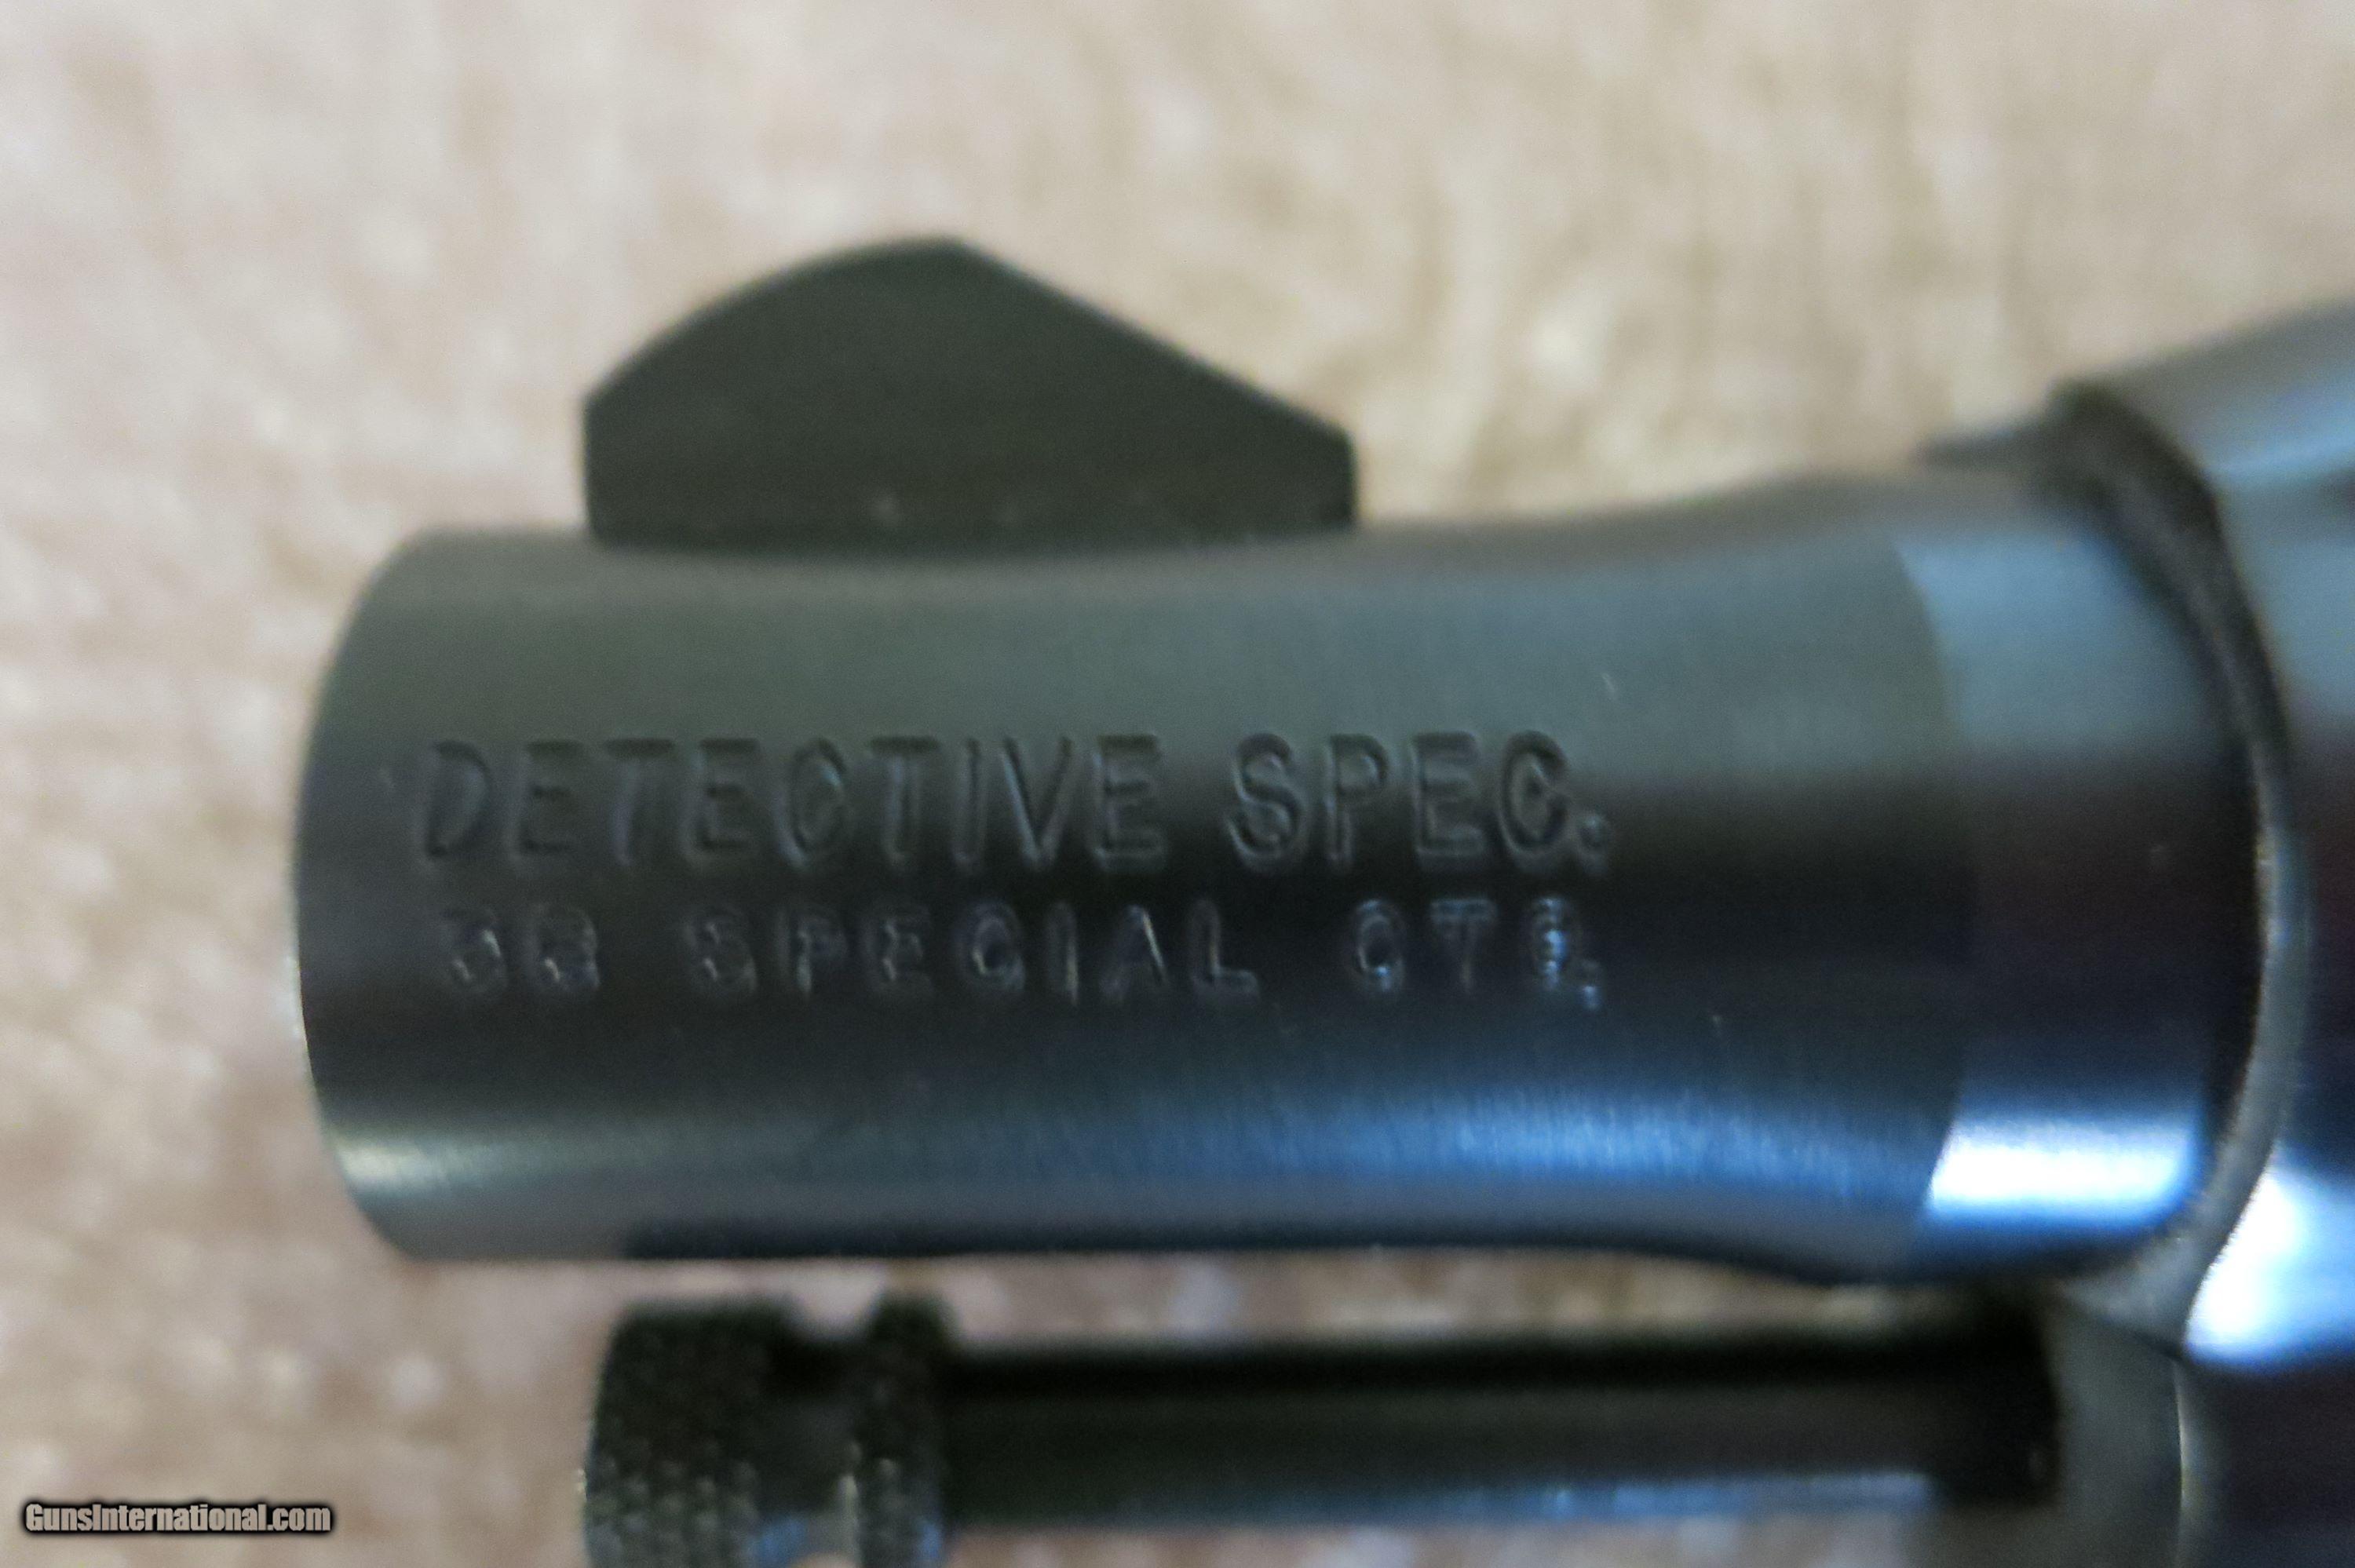 DETECTIVE SPEC.
38 SPECIAL CTG.
GunsInternational.com